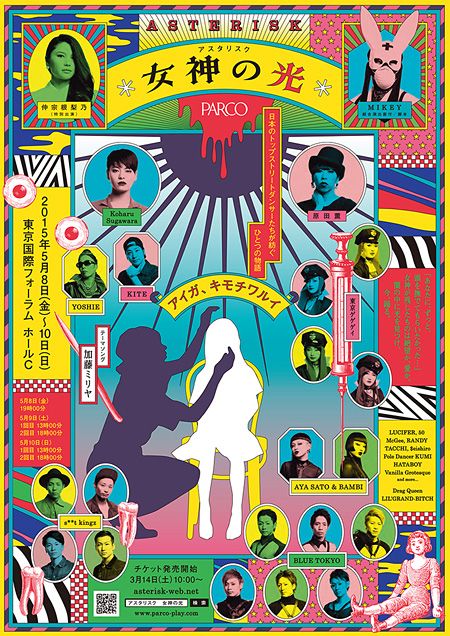 ASTERISK
アスタリスク
女神の光
PARCO
仲宗根梨乃
(特別出演)
MIKEY
日本のトップストリートダンサーたちが紡ぐ
ひとつの物語
Koharu
Sugawara
原田薫
YOSHIE
KITE
アイガ、キモチワルイ
2015年5月8日(金)〜10日(日)
東京国際フォーラム ホールC
テーマソング
加藤ミリヤ
東京ゲゲゲイ
5月8日(金)
19時00分
5月9日(土)
1回目 13時00分
2回目 18時00分
5月10日(日)
1回目 13時00分
2回目 18時00分
AYA SATO & BAMBI
LUCIFER, 50
McGee, RANDY
TACCHI, Seishiro
Pole Dancer KUMI
HATABOY
Vanilla Grotesque
and more...
Drag Queen
LIL'GRAND-BITCH
s**t kingz
BLUE TOKYO
チケット発売開始
3月14日(土)10:00〜
asterisk-web.net
アスタリスク 女神の光 検索
www.parco-play.com